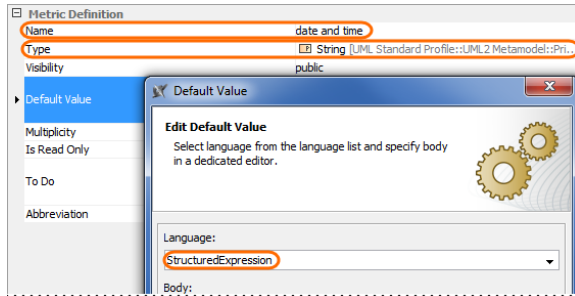 Metric Definition
Name date and time
Type String [UML Standard Profile::UML2 Metamodel::Pri...
Visibility public
Default Value
Multiplicity
Is Read Only
To Do
Abbreviation
Default Value
Edit Default Value
Select language from the language list and specify body
in a dedicated editor.
Language:
StructuredExpression
Body: